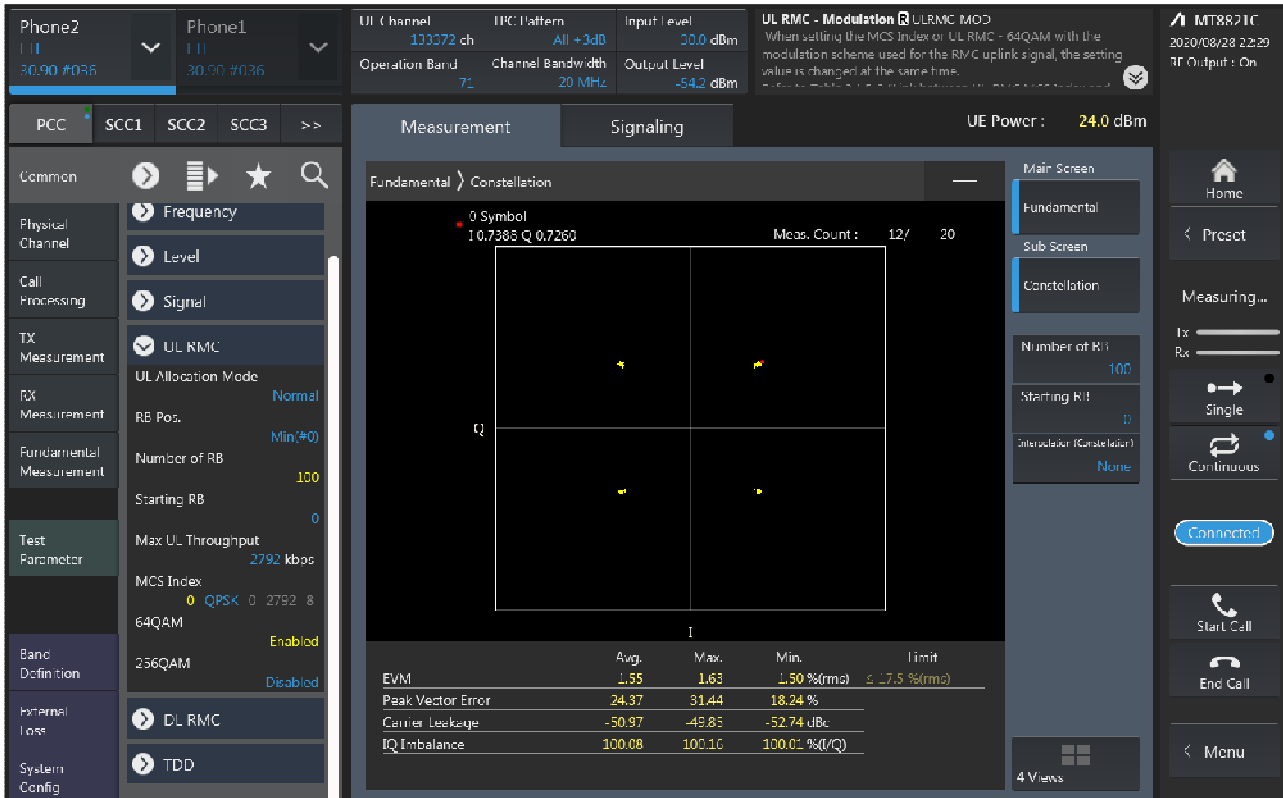 Phone2
30.90 #036
Phone1
30.90 #036
UL Channel
133372 ch
TPC Pattern
All +3dB
Input Level
30.0 dBm
Operation Band
71
Channel Bandwidth
20 MHz
Output Level
-54.2 dBm
UL RMC - Modulation R ULRMC MOD
When setting the MCS Index or UL RMC - 64QAM with the
modulation scheme used for the RMC uplink signal, the setting
value is changed at the same time.
MT8821C
2020/08/28 22:29
RF Output : On
PCC SCC1 SCC2 SCC3 >>
Measurement
Signaling
UE Power : 24.0 dBm
Common
Physical
Channel
Call
Processing
TX
Measurement
RX
Measurement
Fundamental
Measurement
Test
Parameter
Band
Definition
External
Loss
System
Config
Frequency
Level
Signal
UL RMC
UL Allocation Mode
Normal
RB Pos.
Min(#0)
Number of RB
100
Starting RB
0
Max UL Throughput
2792 kbps
MCS Index
0 QPSK 0 2792 8
64QAM
Enabled
256QAM
Disabled
DL RMC
TDD
Fundamental 〉 Constellation
0 Symbol
I 0.7388 Q 0.7260
Meas. Count : 12/ 20
Q
I
Avg. Max. Min. Limit
EVM 1.55 1.63 1.50 %(rms) ≤ 17.5 %(rms)
Peak Vector Error 24.37 31.44 18.24 %
Carrier Leakage -50.97 -49.85 -52.74 dBc
IQ Imbalance 100.08 100.16 100.01 %(I/Q)
Main Screen
Fundamental
Sub Screen
Constellation
Number of RB
100
Starting RB
0
Interpolation (Constellation)
None
4 Views
Home
Preset
Measuring...
Tx
Rx
Single
Continuous
Connected
Start Call
End Call
Menu